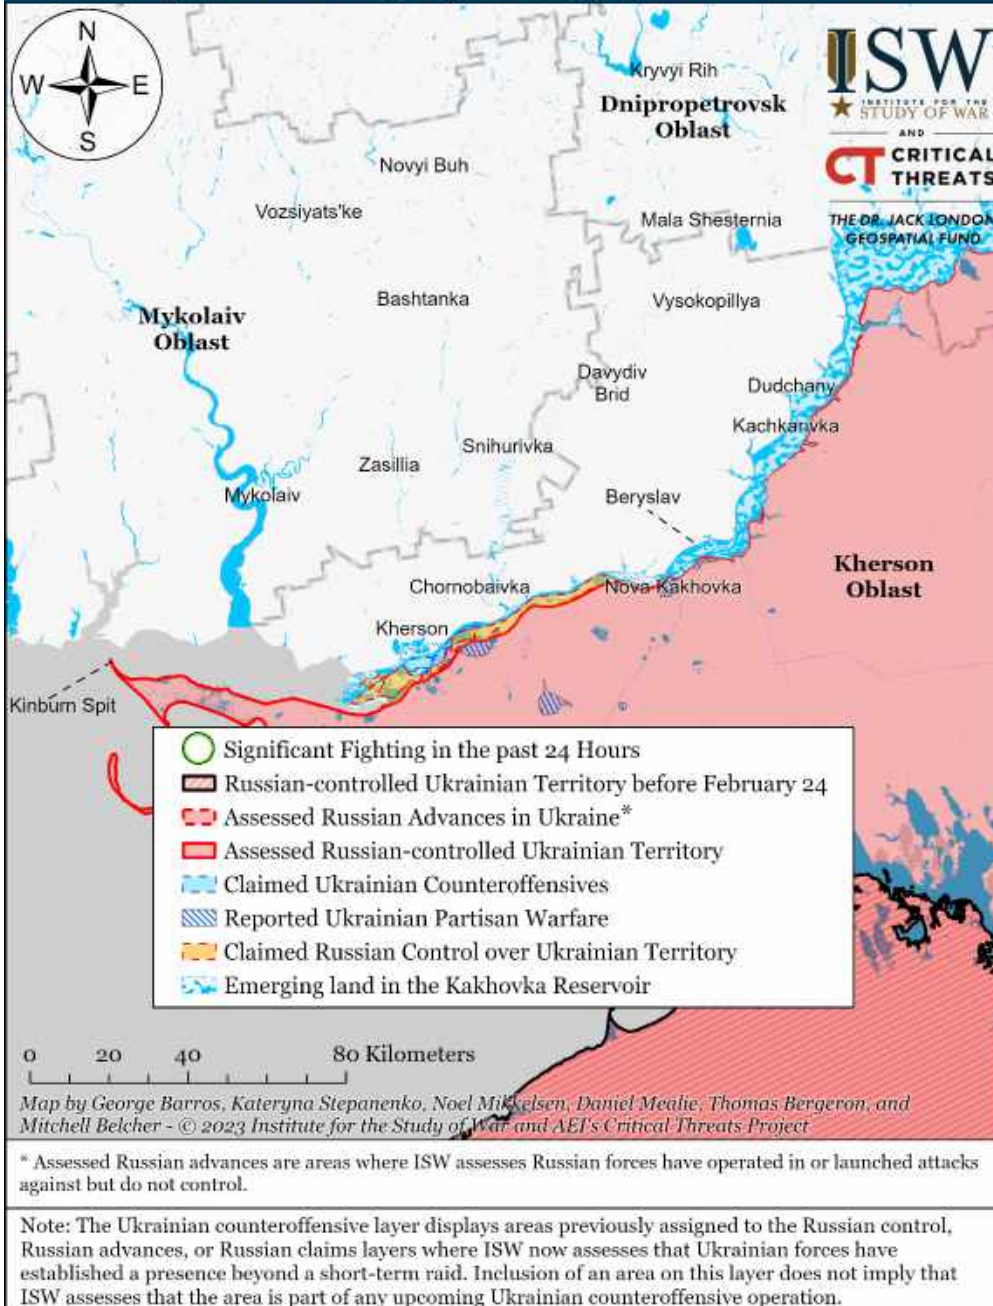 N
W E
S
ISW
INSTITUTE FOR THE
STUDY OF WAR
AND
CT CRITICAL
THREATS
THE DR. JACK LONDON
GEOSPATIAL FUND
Kryvyi Rih
Dnipropetrovsk
Oblast
Novyi Buh
Vozsiyats'ke
Mala Shesternia
Bashtanka
Vysokopillya
Mykolaiv
Oblast
Davydiv
Brid
Dudchany
Kachkarivka
Snihurivka
Zasillia
Mykolaiv
Beryslav
Kherson
Oblast
Chornobaivka
Nova Kakhovka
Kherson
Kinburn Spit
Significant Fighting in the past 24 Hours
Russian-controlled Ukrainian Territory before February 24
Assessed Russian Advances in Ukraine*
Assessed Russian-controlled Ukrainian Territory
Claimed Ukrainian Counteroffensives
Reported Ukrainian Partisan Warfare
Claimed Russian Control over Ukrainian Territory
Emerging land in the Kakhovka Reservoir
0 20 40 80 Kilometers
Map by George Barros, Kateryna Stepanenko, Noel Mikkelsen, Daniel Mealie, Thomas Bergeron, and
Mitchell Belcher - © 2023 Institute for the Study of War and AEI's Critical Threats Project
* Assessed Russian advances are areas where ISW assesses Russian forces have operated in or launched attacks
against but do not control.
Note: The Ukrainian counteroffensive layer displays areas previously assigned to the Russian control,
Russian advances, or Russian claims layers where ISW now assesses that Ukrainian forces have
established a presence beyond a short-term raid. Inclusion of an area on this layer does not imply that
ISW assesses that the area is part of any upcoming Ukrainian counteroffensive operation.